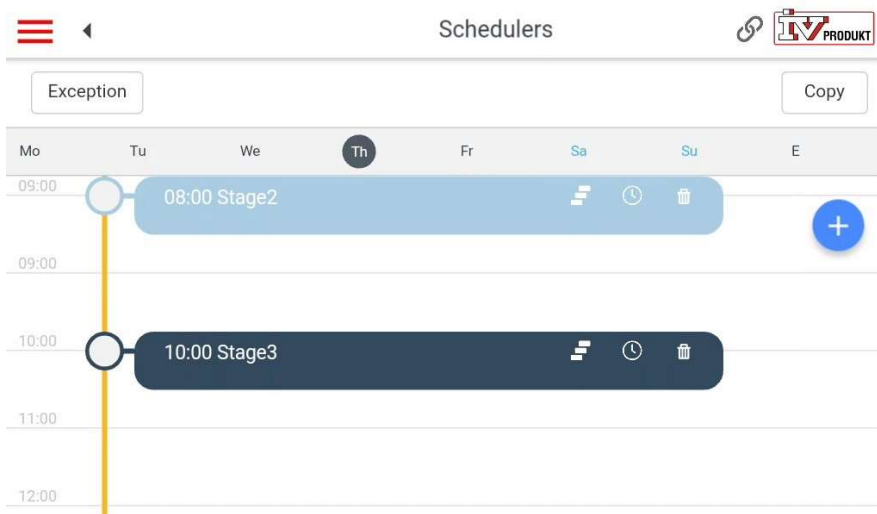 Schedulers
IV PRODUKT
Exception
Copy
Mo Tu We Th Fr Sa Su E
09:00
08:00 Stage2
09:00
10:00
10:00 Stage3
11:00
12:00